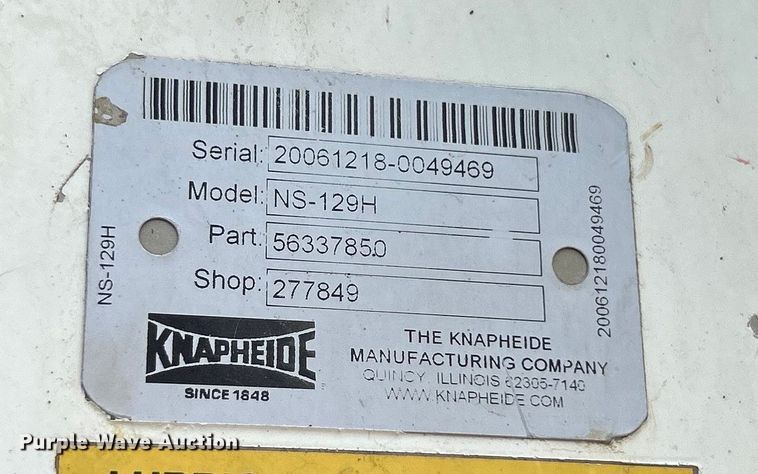 Serial: 20061218-0049469
Model: NS-129H
Part: 56337850
Shop: 277849
NS-129H
200612180049469
KNAPHEIDE
SINCE 1848
THE KNAPHEIDE
MANUFACTURING COMPANY
QUINCY, ILLINOIS 62305-7140
WWW.KNAPHEIDE.COM
Purple Wave Auction